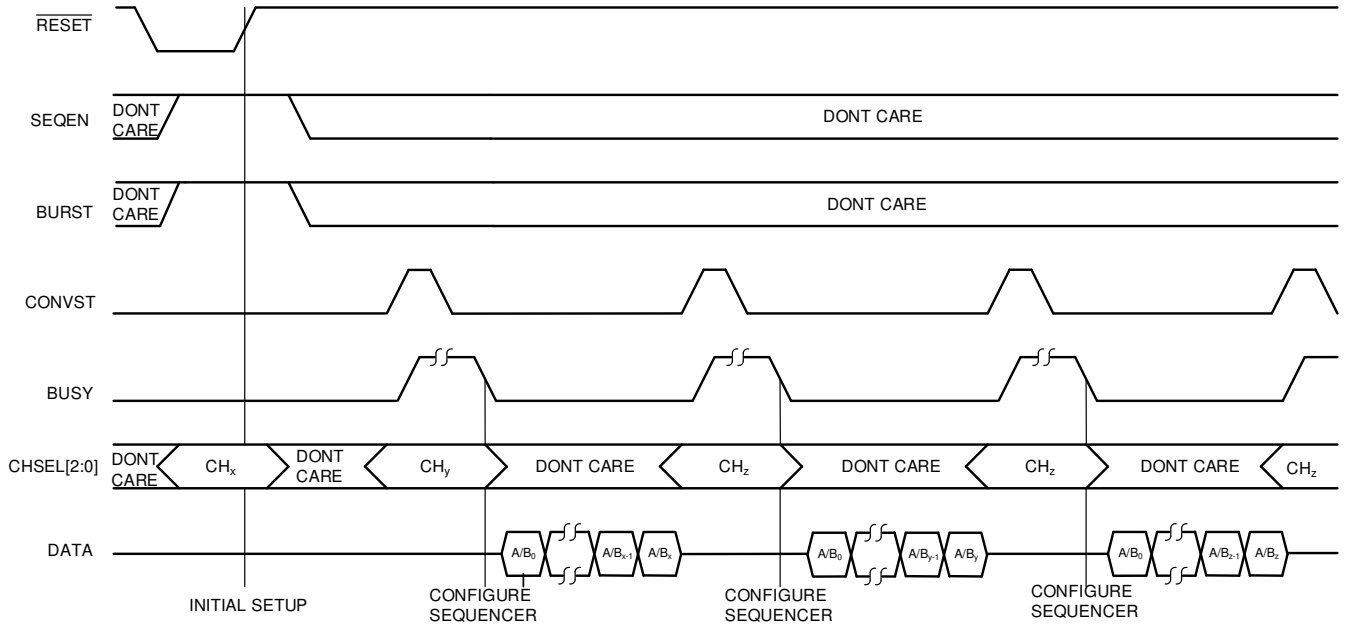 RESET
SEQEN
DONT
CARE
DONT CARE
BURST
DONT
CARE
DONT CARE
CONVST
BUSY
CHSEL[2:0]
DONT
CARE
CHx
DONT
CARE
CHy
DONT CARE
CHz
DONT CARE
CHz
DONT CARE
CHz
DATA
A/B0
A/Bx-1
A/Bx
A/B0
A/By-1
A/By
A/B0
A/Bz-1
A/Bz
INITIAL SETUP
CONFIGURE
SEQUENCER
CONFIGURE
SEQUENCER
CONFIGURE
SEQUENCER